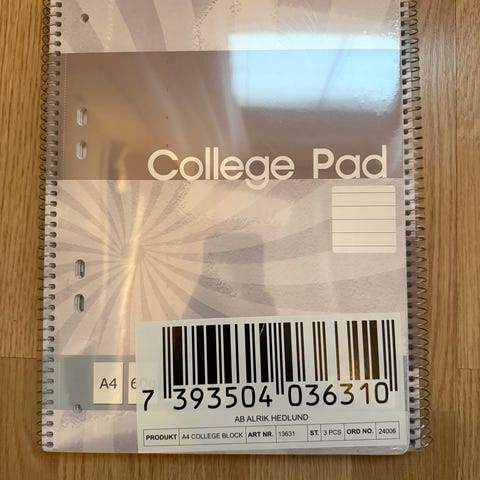 College Pad
A4
7 393504 036310
AB ALRIK HEDLUND
PRODUKT A4 COLLEGE BLOCK ART NR. 13631 ST. 3 PCS ORD NO. 24006